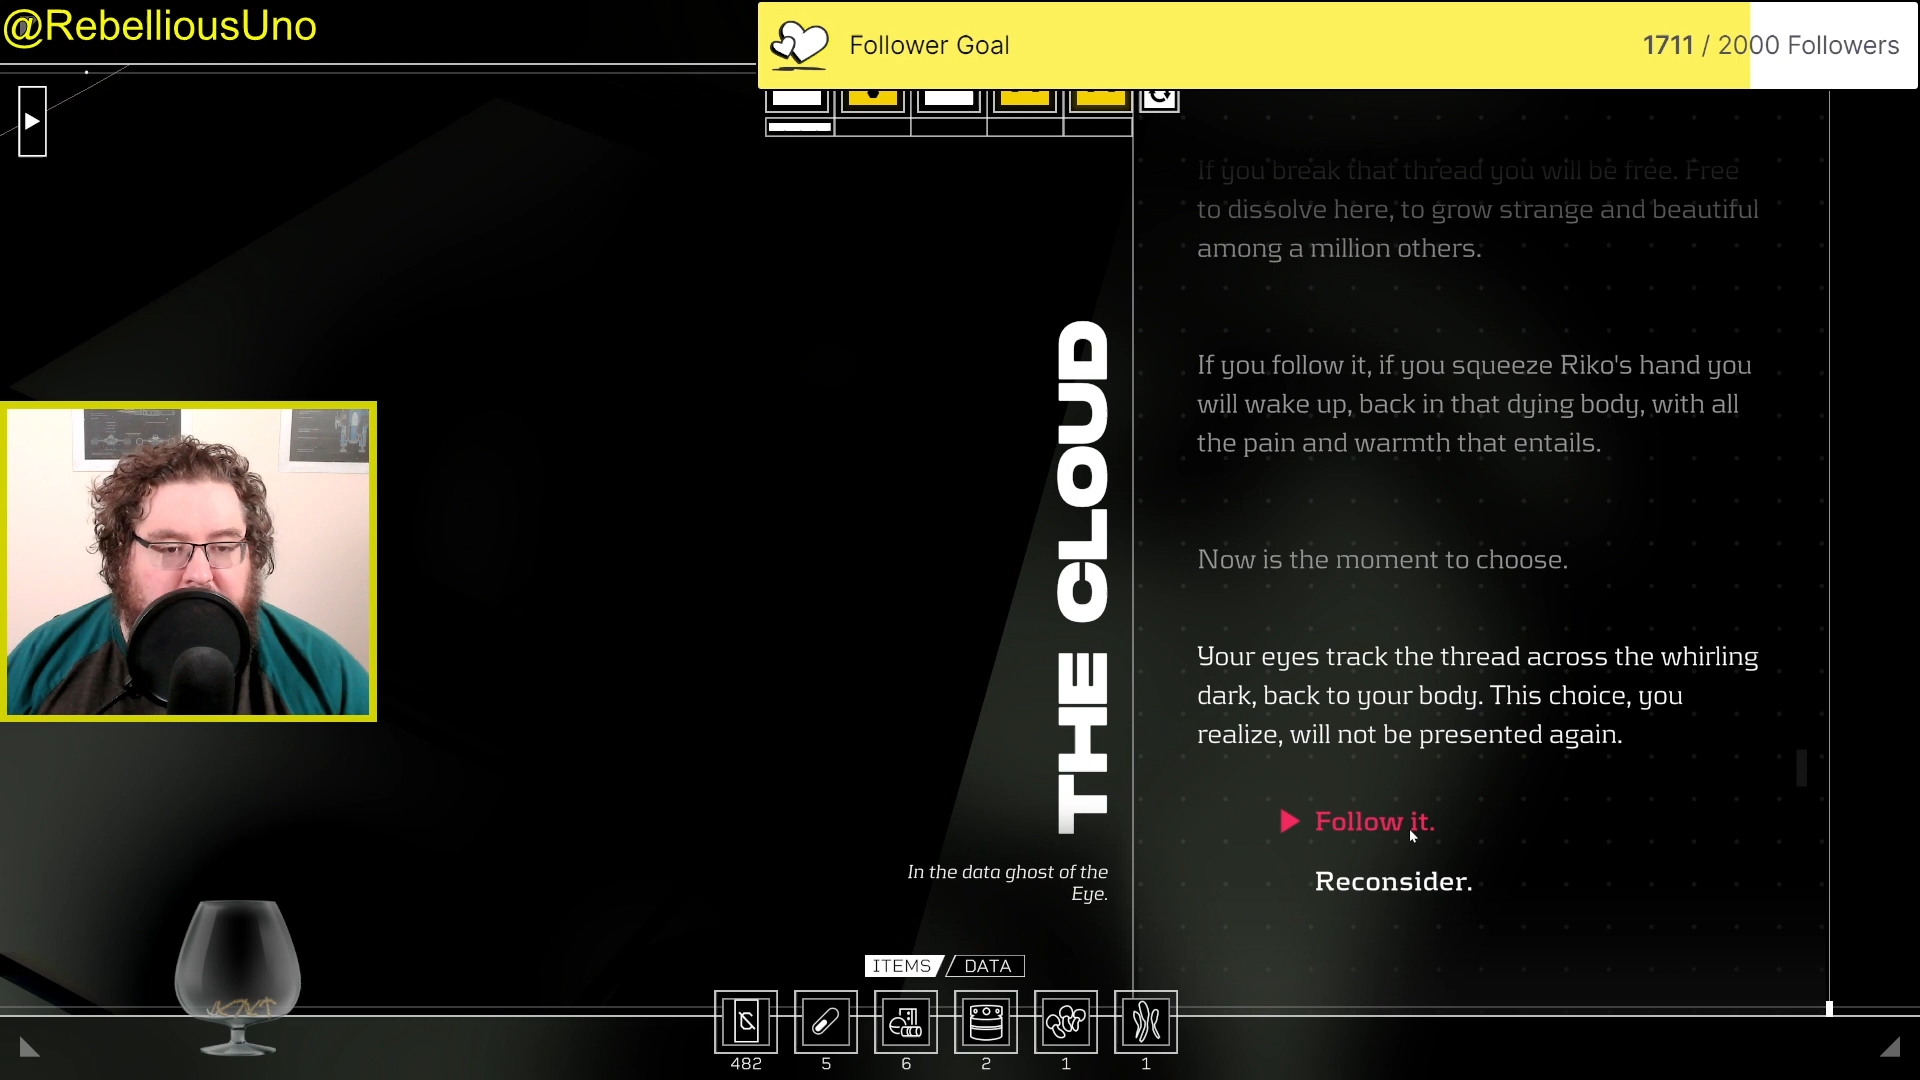 @RebelliousUno
Follower Goal
1711 / 2000 Followers
If you break that thread you will be free. Free
to dissolve here, to grow strange and beautiful
among a million others.
If you follow it, if you squeeze Riko's hand you
will wake up, back in that dying body, with all
the pain and warmth that entails.
Now is the moment to choose.
Your eyes track the thread across the whirling
dark, back to your body. This choice, you
realize, will not be presented again.
Follow it.
Reconsider.
THE CLOUD
In the data ghost of the
Eye.
ITEMS / DATA
482 5 6 2 1 1